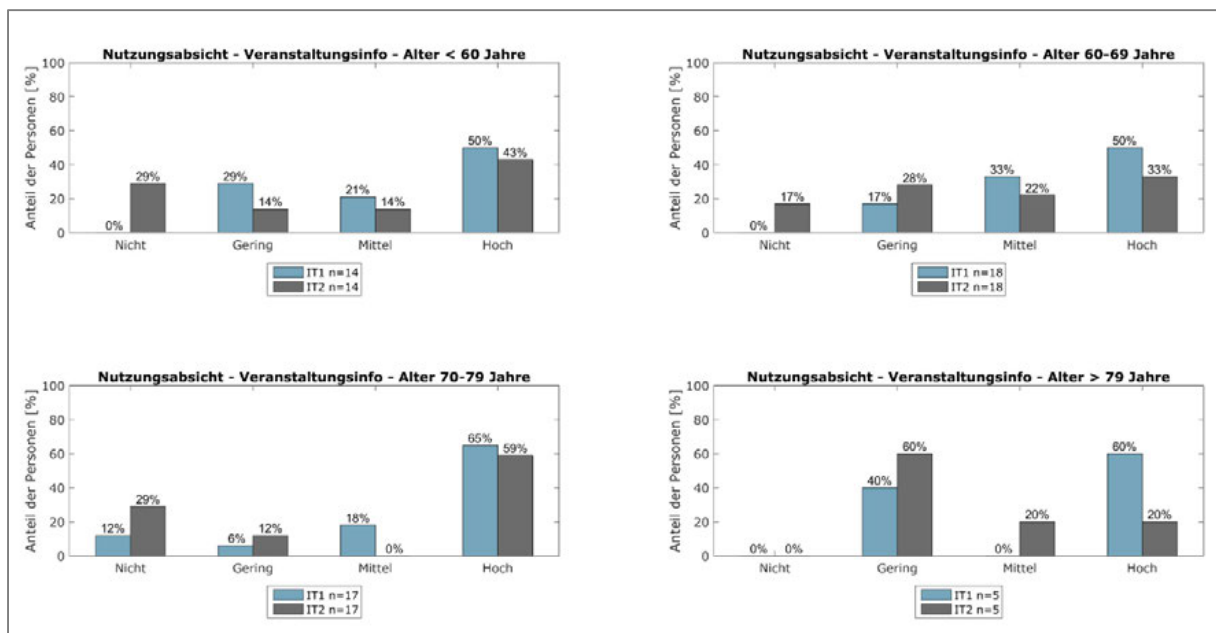 Nutzungsabsicht - Veranstaltungsinfo - Alter < 60 Jahre
Anteil der Personen [%]
100
80
60
40
20
0
0%
29%
29%
14%
21%
14%
50%
43%
Nicht Gering Mittel Hoch
IT1 n=14
IT2 n=14
Nutzungsabsicht - Veranstaltungsinfo - Alter 60-69 Jahre
Anteil der Personen [%]
100
80
60
40
20
0
0%
17%
17%
28%
33%
22%
50%
33%
Nicht Gering Mittel Hoch
IT1 n=18
IT2 n=18
Nutzungsabsicht - Veranstaltungsinfo - Alter 70-79 Jahre
Anteil der Personen [%]
100
80
60
40
20
0
12%
29%
6%
12%
18%
0%
65%
59%
Nicht Gering Mittel Hoch
IT1 n=17
IT2 n=17
Nutzungsabsicht - Veranstaltungsinfo - Alter > 79 Jahre
Anteil der Personen [%]
100
80
60
40
20
0
0%
0%
40%
60%
0%
20%
60%
20%
Nicht Gering Mittel Hoch
IT1 n=5
IT2 n=5